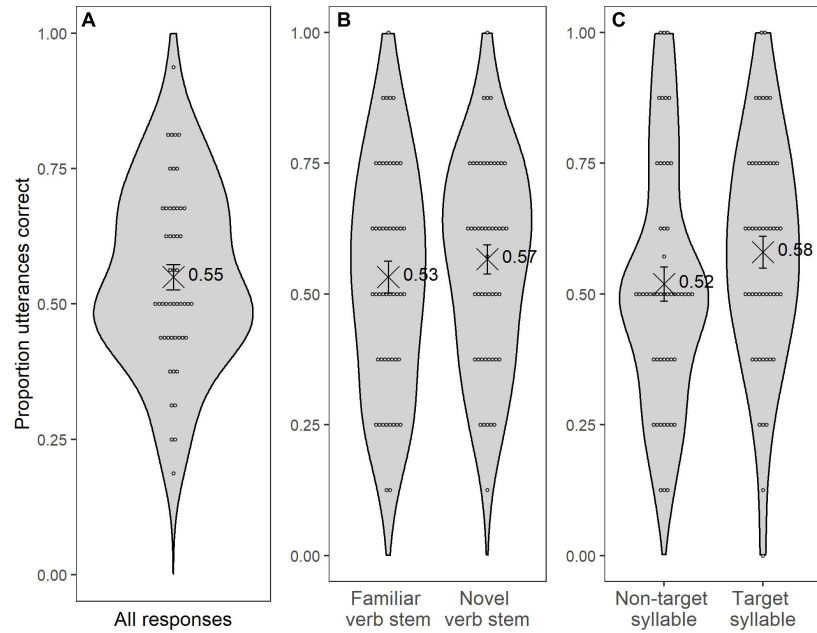 A
B
C
Proportion utterances correct
1.00
0.75
0.50
0.25
0.00
0.55
All responses
1.00
0.75
0.50
0.25
0.00
0.53
0.57
Familiar
verb stem
Novel
verb stem
1.00
0.75
0.50
0.25
0.00
0.52
0.58
Non-target
syllable
Target
syllable